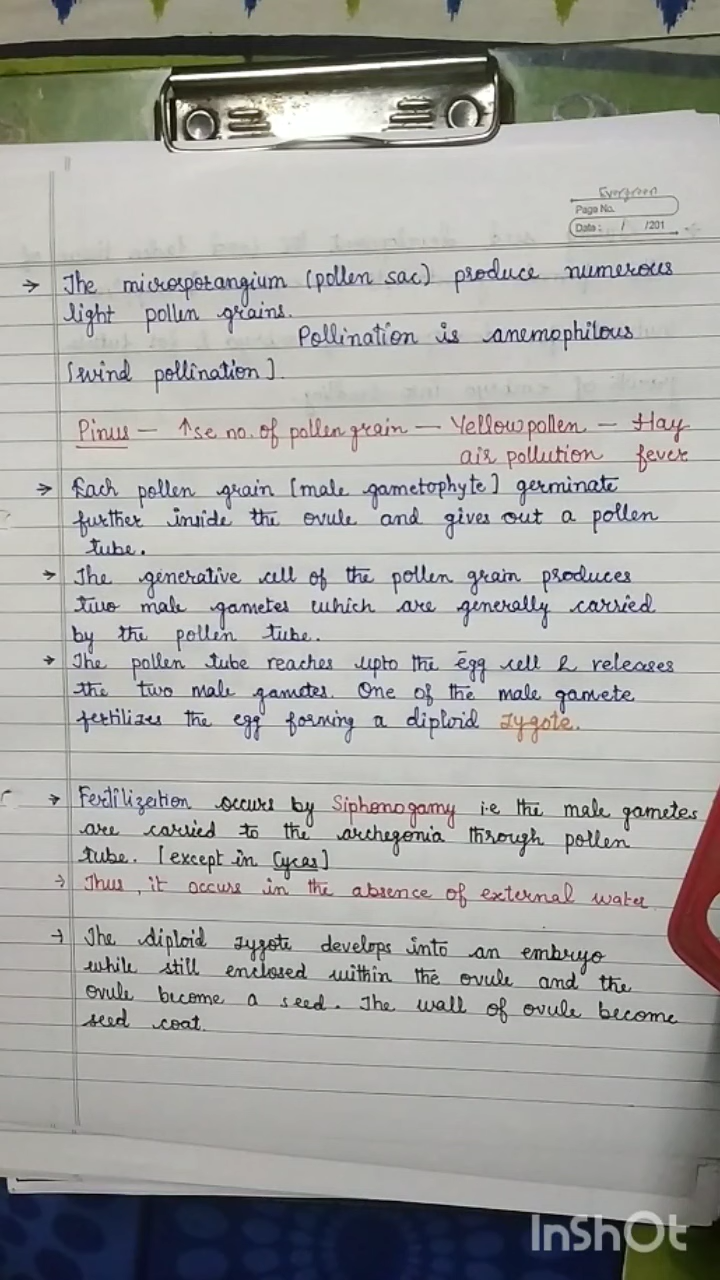 Evergreen
Page No.
Date : / /201
→ The microsporangium (pollen sac) produce numerous
light pollen grains.
Pollination is anemophilous
[wind pollination].
Pinus — ↑se no. of pollen grain — Yellow pollen — Hay
air pollution fever
→ Each pollen grain [male gametophyte] germinate
further inside the ovule and gives out a pollen
tube.
→ The generative cell of the pollen grain produces
two male gametes which are generally carried
by the pollen tube.
→ The pollen tube reaches upto the egg cell & releases
the two male gametes. One of the male gamete
fertilizes the egg forming a diploid zygote.
→ Fertilization occurs by Siphonogamy i.e the male gametes
are carried to the archegonia through pollen
tube. [except in Cycas]
→ Thus, it occurs in the absence of external water
→ The diploid zygote develops into an embryo
while still enclosed within the ovule and the
ovule become a seed. The wall of ovule become
seed coat.
InShOt